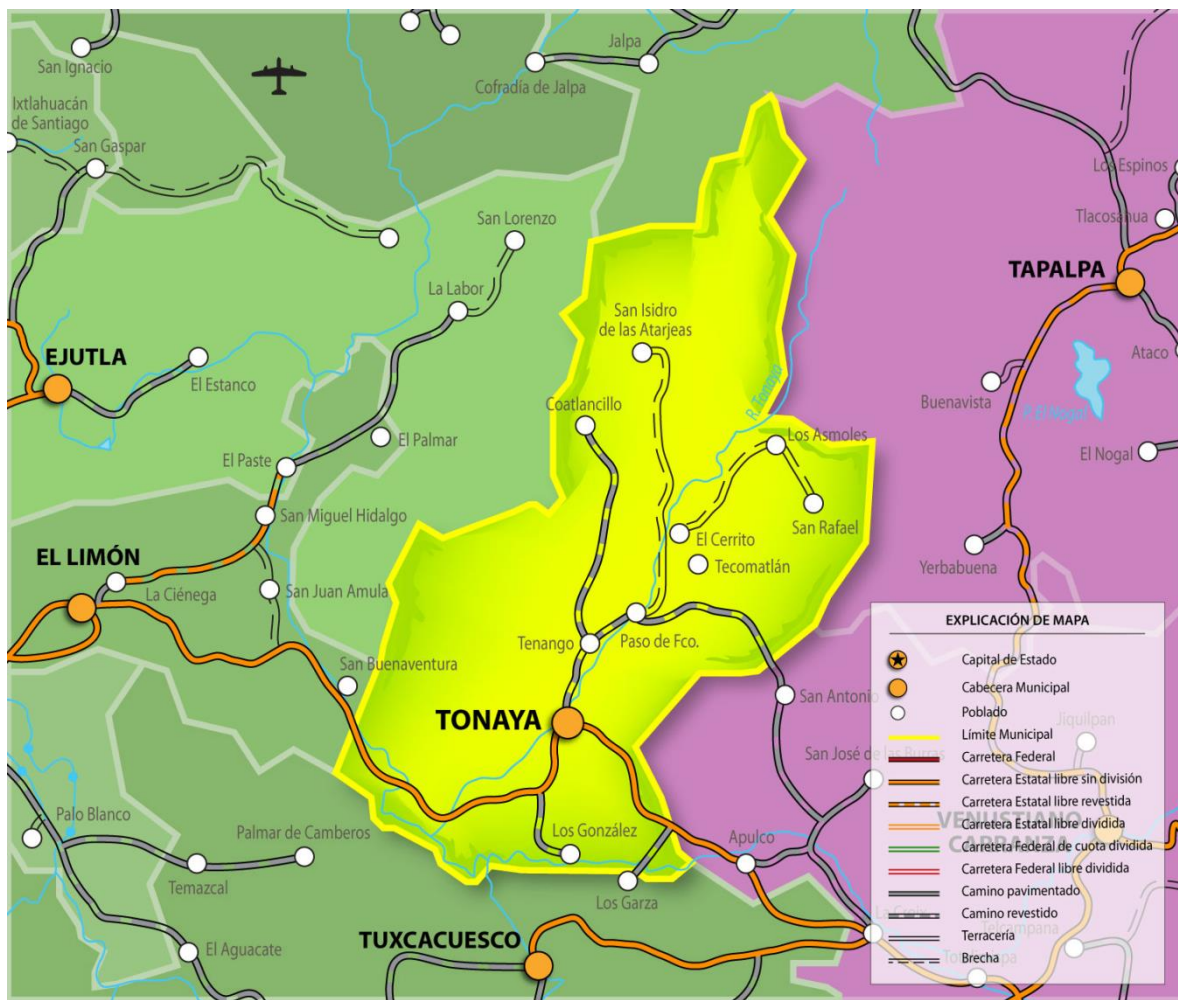 San Ignacio
Jalpa
Cofradía de Jalpa
Ixtlahuacán
de Santiago
San Gaspar
Los Espinos
Tlacosahua
San Lorenzo
TAPALPA
La Labor
San Isidro
de las Atarjeas
EJUTLA
El Estanco
Ataco
R. Tonaya
Buenavista
P. El Nogal
Coatlancillo
El Palmar
Los Asmoles
El Nogal
El Paste
San Miguel Hidalgo
San Rafael
El Cerrito
EL LIMÓN
Tecomatlán
Yerbabuena
La Ciénega
San Juan Amula
Tenango
Paso de Fco.
San Buenaventura
San Antonio
TONAYA
San José de las Burras
Jiquilpan
Palo Blanco
Palmar de Camberos
Los González
Apulco
VENUSTIANO
CARRANZA
Temazcal
Los Garza
El Aguacate
TUXCACUESCO
La Croix
Telcampana
EXPLICACIÓN DE MAPA
Capital de Estado
Cabecera Municipal
Poblado
Límite Municipal
Carretera Federal
Carretera Estatal libre sin división
Carretera Estatal libre revestida
Carretera Estatal libre dividida
Carretera Federal de cuota dividida
Carretera Federal libre dividida
Camino pavimentado
Camino revestido
Terracería
Brecha